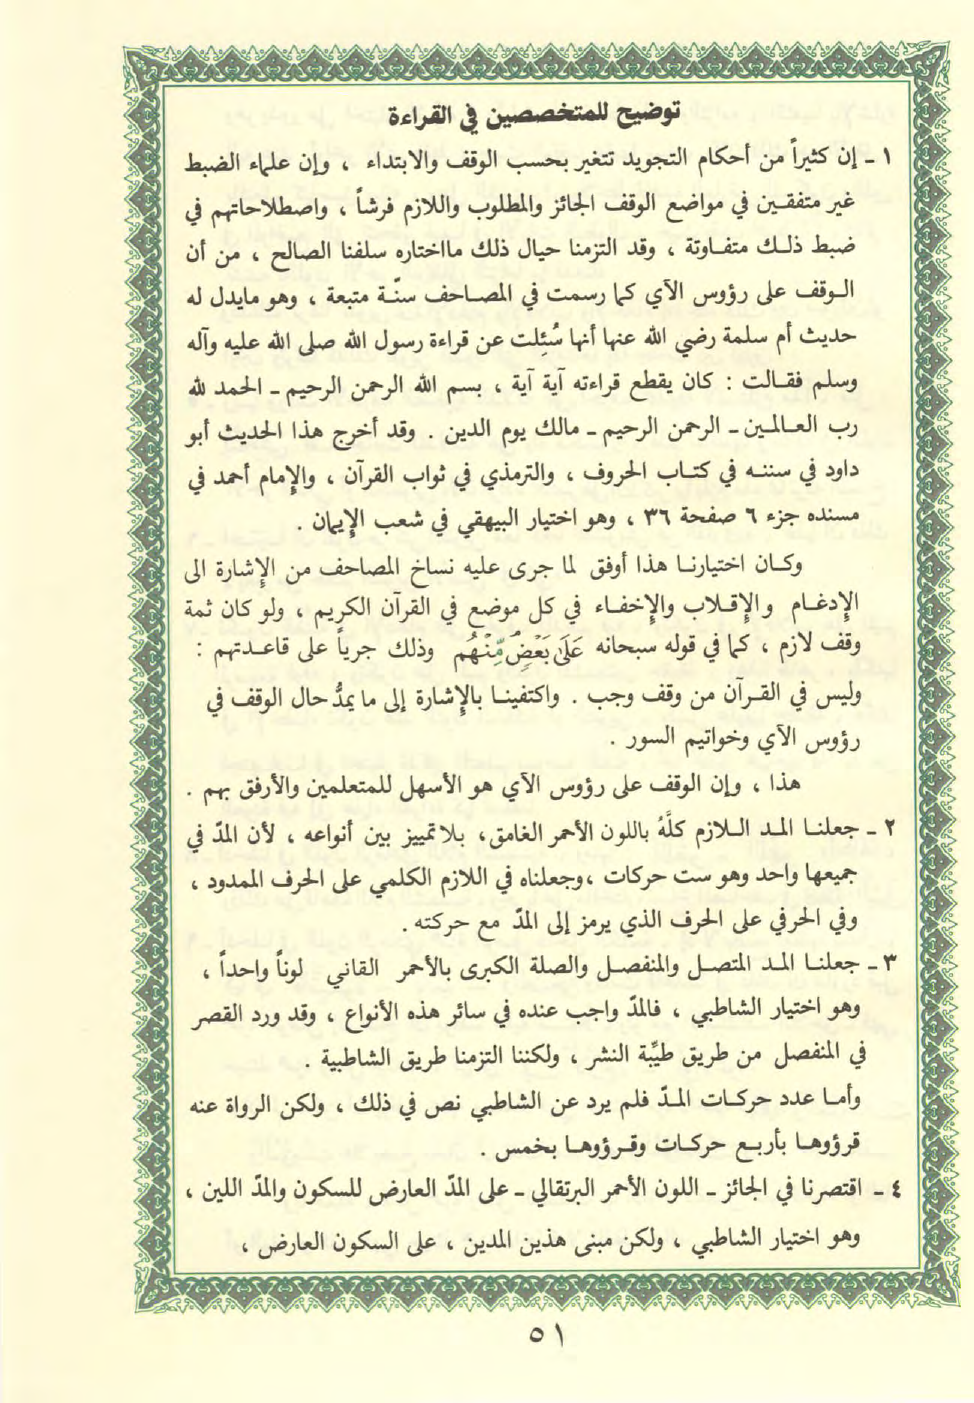 توضيح للمتخصصين في القراءة
١ - إن كثيراً من أحكام التجويد تتغير بحسب الوقف والابتداء ، وإن علماء الضبط
غير متفقين في مواضع الوقف الجائز والمطلوب واللازم فرشاً ، واصطلاحاتهم في
ضبط ذلك متفاوتة ، وقد التزمنا حيال ذلك مااختاره سلفنا الصالح ، من أن
الوقف على رؤوس الآي كما رسمت في المصاحف سنّة متبعة ، وهو مايدل له
حديث أم سلمة رضي الله عنها أنها سُئِلت عن قراءة رسول الله صلى الله عليه وآله
وسلم فقالت : كان يقطع قراءته آية آية ، بسم الله الرحمن الرحيم - الحمد لله
رب العالمين - الرحمن الرحيم - مالك يوم الدين . وقد أخرج هذا الحديث أبو
داود في سننه في كتاب الحروف ، والترمذي في ثواب القرآن ، والإمام أحمد في
مسنده جزء ٦ صفحة ٣٦ ، وهو اختيار البيهقي في شعب الإيمان .
وكان اختيارنا هذا أوفق لما جرى عليه نساخ المصاحف من الإشارة الى
الإدغام والإقلاب والإخفاء في كل موضع في القرآن الكريم ، ولو كان ثمة
وقف لازم ، كما في قوله سبحانه عَلَىٰ بَعْضٍۘ مِّنْهُم وذلك جرياً على قاعدتهم :
وليس في القرآن من وقف وجب . واكتفينا بالإشارة إلى ما يمدُّ حال الوقف في
رؤوس الآي وخواتيم السور .
هذا ، وإن الوقف على رؤوس الآي هو الأسهل للمتعلمين والأرفق بهم .
٢ - جعلنا المد اللازم كلَّهُ باللون الأحمر الغامق، بلا تمييز بين أنواعه ، لأن المدّ في
جميعها واحد وهو ست حركات ،وجعلناه في اللازم الكلمي على الحرف الممدود ،
وفي الحرفي على الحرف الذي يرمز إلى المدّ مع حركته .
٣ - جعلنا المد المتصل والمنفصل والصلة الكبرى بالأحمر القاني لوناً واحداً ،
وهو اختيار الشاطبي ، فالمدّ واجب عنده في سائر هذه الأنواع ، وقد ورد القصر
في المنفصل من طريق طيِّبة النشر ، ولكننا التزمنا طريق الشاطبية .
وأما عدد حركات المدّ فلم يرد عن الشاطبي نص في ذلك ، ولكن الرواة عنه
قرؤوها بأربع حركات وقرؤوها بخمس .
٤ - اقتصرنا في الجائز - اللون الأحمر البرتقالي - على المدّ العارض للسكون والمدّ اللين ،
وهو اختيار الشاطبي ، ولكن مبنى هذين المدين ، على السكون العارض ،
٥١